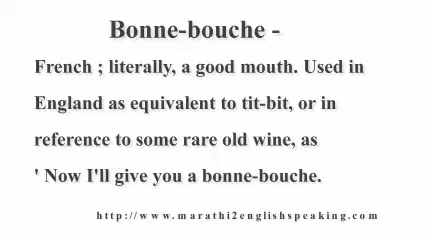 Bonne-bouche -
French ; literally, a good mouth. Used in
England as equivalent to tit-bit, or in
reference to some rare old wine, as
' Now I'll give you a bonne-bouche.
http://www.marathi2englishspeaking.com